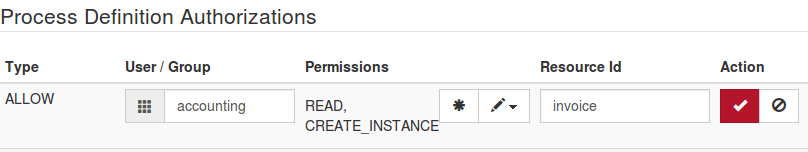 Process Definition Authorizations
Type User / Group Permissions Resource Id Action
ALLOW accounting READ, invoice
CREATE_INSTANCE